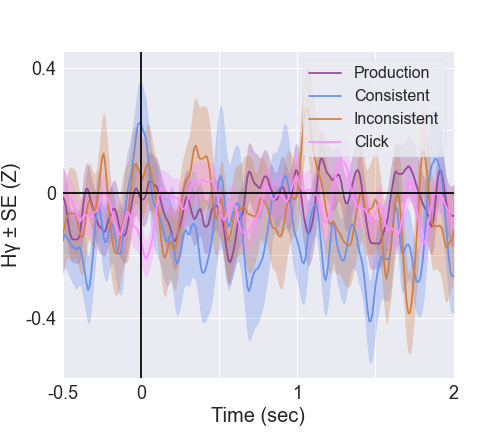 Hγ ± SE (Z)
0.4
0
-0.4
Production
Consistent
Inconsistent
Click
-0.5
0
1
2
Time (sec)